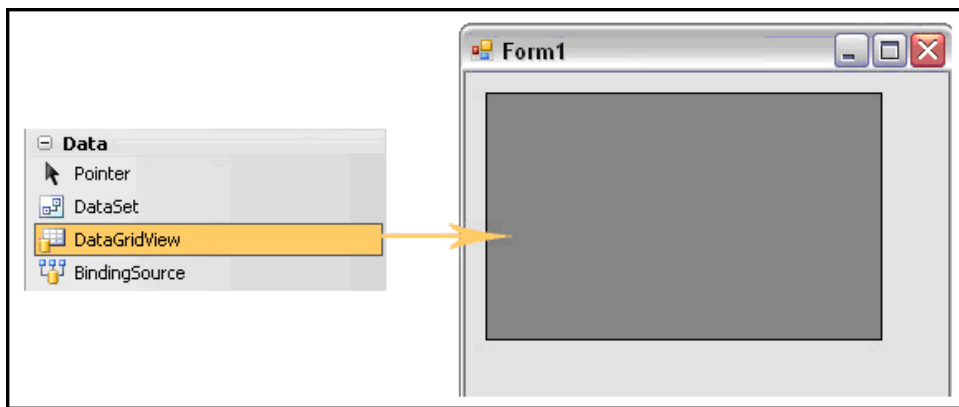 Data
Pointer
DataSet
DataGridView
BindingSource
Form1